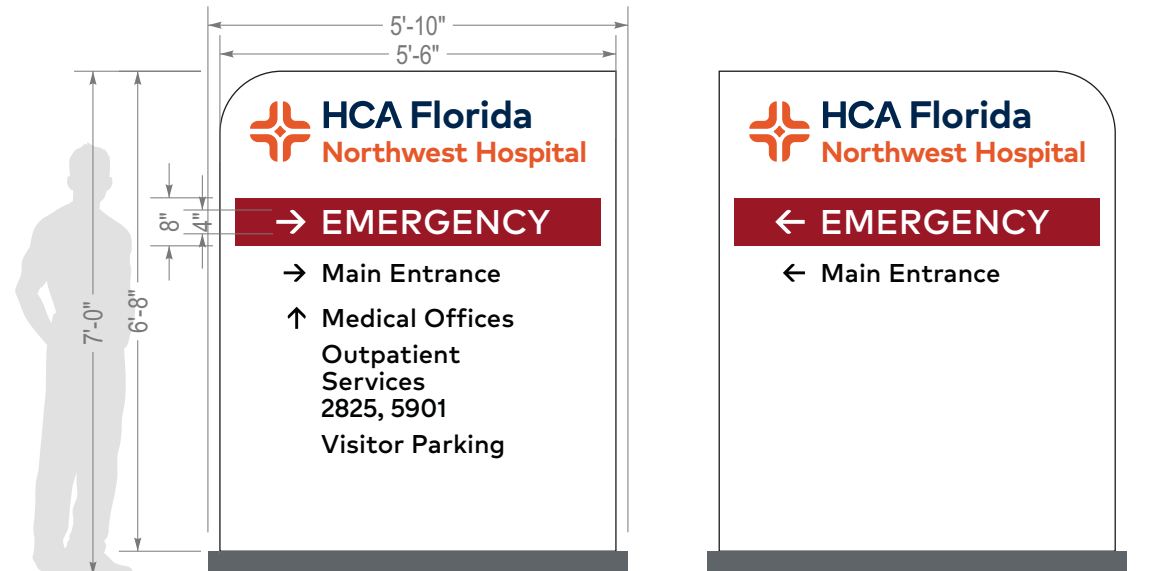 5'-10"
5'-6"
HCA Florida
Northwest Hospital
8"
4"
→ EMERGENCY
→ Main Entrance
↑ Medical Offices
Outpatient
Services
2825, 5901
Visitor Parking
7'-0"
6'-8"
HCA Florida
Northwest Hospital
← EMERGENCY
← Main Entrance